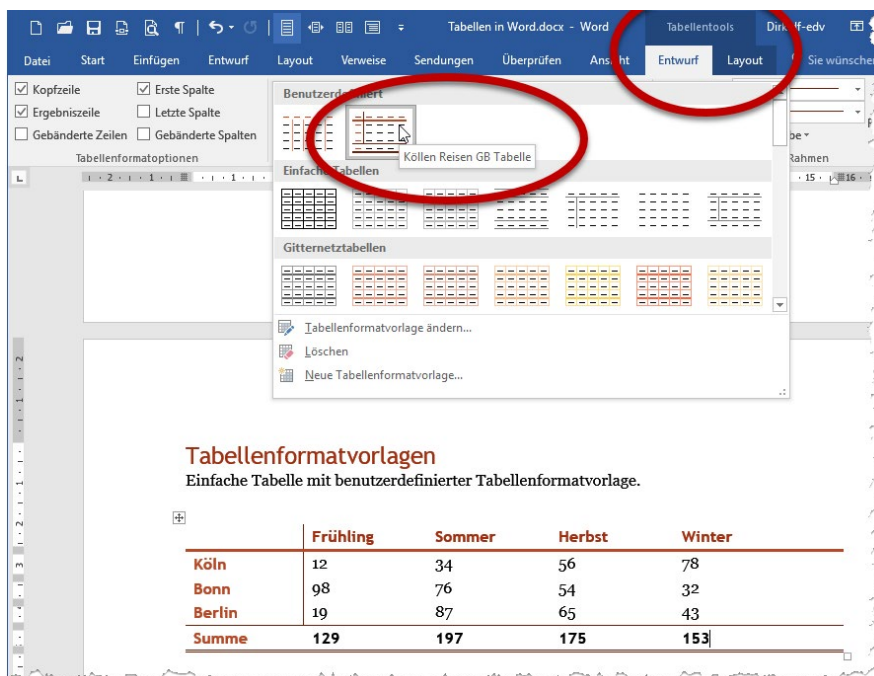 Tabellen in Word.docx - Word
Tabellentools
Datei Start Einfügen Entwurf Layout Verweise Sendungen Überprüfen Ansicht Entwurf Layout
Kopfzeile Erste Spalte
Ergebniszeile Letzte Spalte
Gebänderte Zeilen Gebänderte Spalten
Tabellenformatoptionen
Benutzerdefiniert
Köllen Reisen GB Tabelle
Einfache Tabellen
Gitternetztabellen
Tabellenformatvorlage ändern...
Löschen
Neue Tabellenformatvorlage...
Rahmen
Tabellenformatvorlagen
Einfache Tabelle mit benutzerdefinierter Tabellenformatvorlage.
Frühling Sommer Herbst Winter
Köln 12 34 56 78
Bonn 98 76 54 32
Berlin 19 87 65 43
Summe 129 197 175 153